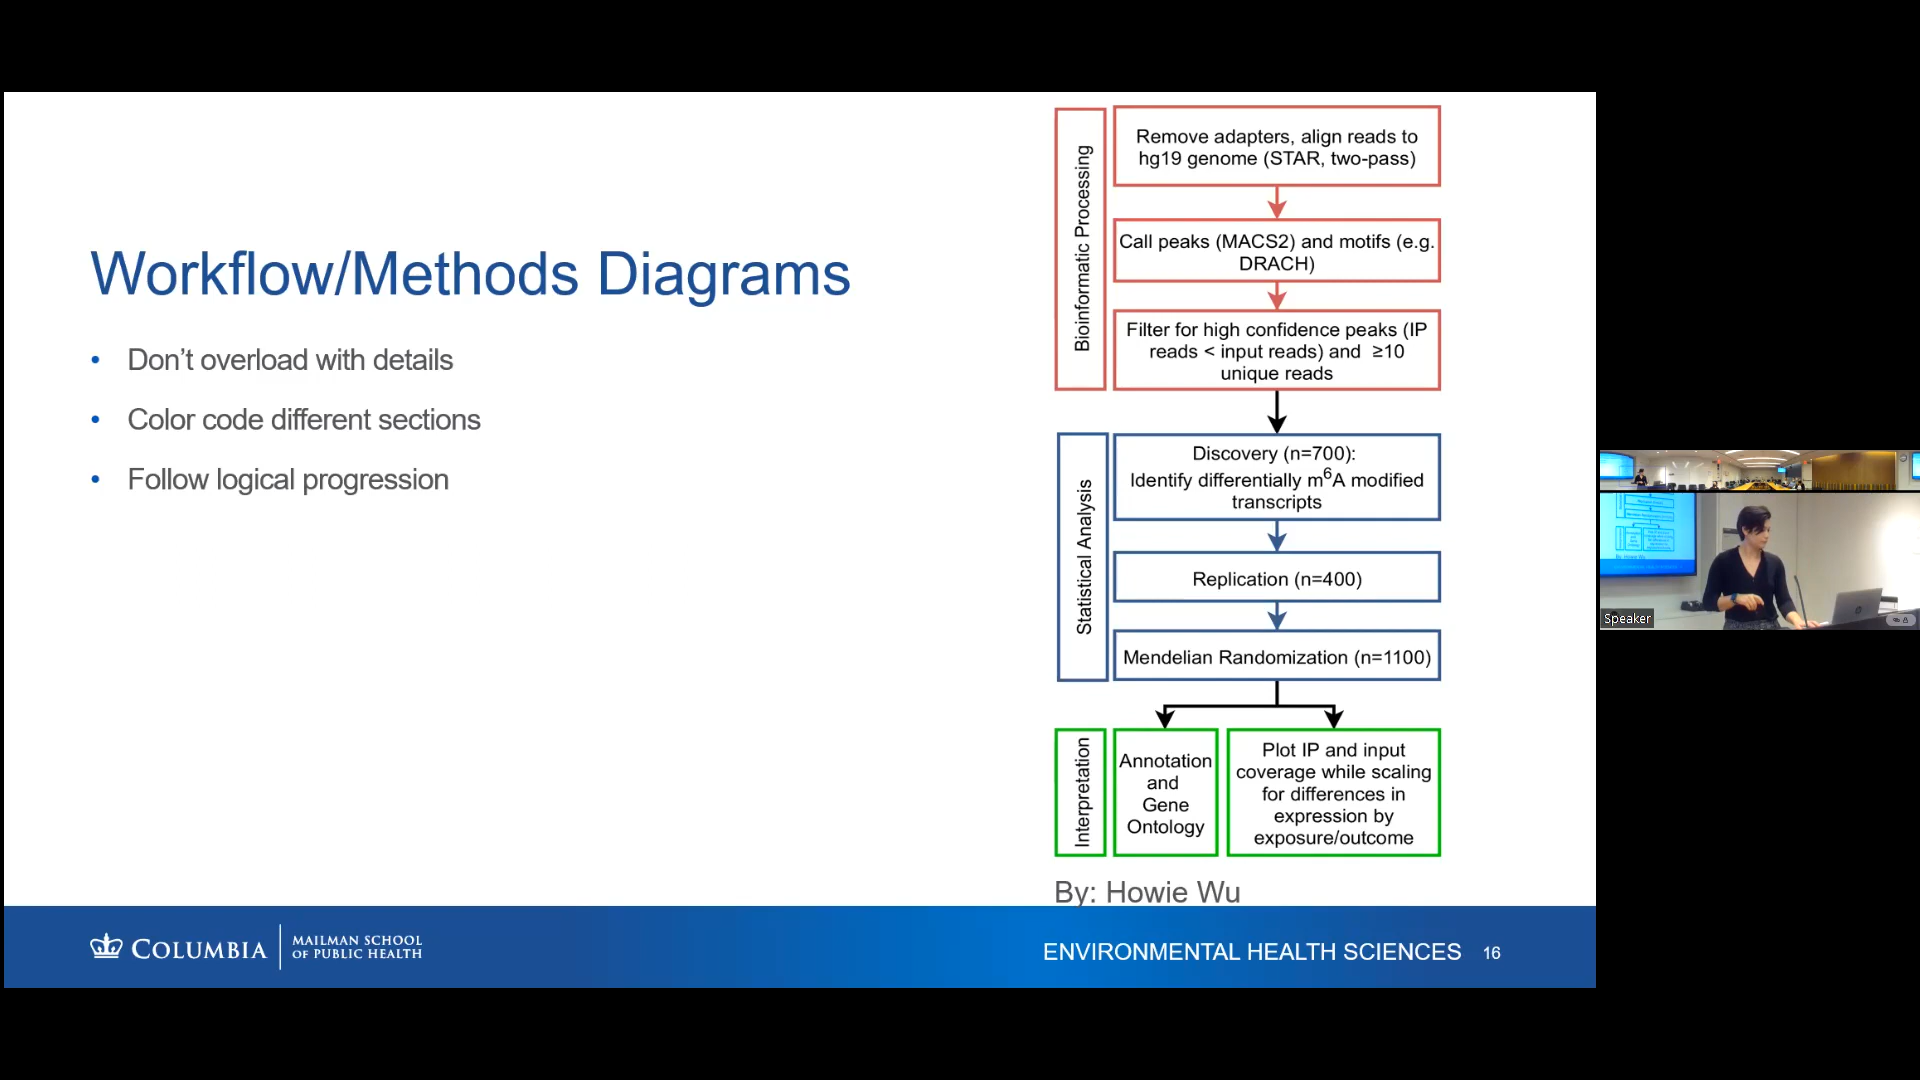 Workflow/Methods Diagrams
• Don’t overload with details
• Color code different sections
• Follow logical progression
Bioinformatic Processing
Remove adapters, align reads to
hg19 genome (STAR, two-pass)
Call peaks (MACS2) and motifs (e.g.
DRACH)
Filter for high confidence peaks (IP
reads < input reads) and ≥10
unique reads
Statistical Analysis
Discovery (n=700):
Identify differentially m⁶A modified
transcripts
Replication (n=400)
Mendelian Randomization (n=1100)
Interpretation
Annotation
and
Gene
Ontology
Plot IP and input
coverage while scaling
for differences in
expression by
exposure/outcome
By: Howie Wu
COLUMBIA
MAILMAN SCHOOL
OF PUBLIC HEALTH
ENVIRONMENTAL HEALTH SCIENCES 16
Speaker